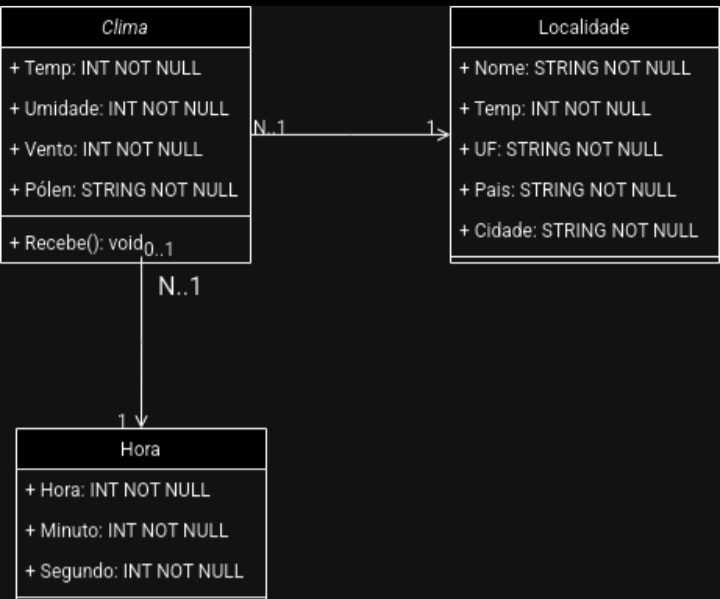 Clima
+ Temp: INT NOT NULL
+ Umidade: INT NOT NULL
+ Vento: INT NOT NULL
+ Pólen: STRING NOT NULL
+ Recebe(): void
N..1
1
Localidade
+ Nome: STRING NOT NULL
+ Temp: INT NOT NULL
+ UF: STRING NOT NULL
+ Pais: STRING NOT NULL
+ Cidade: STRING NOT NULL
0..1
N..1
1
Hora
+ Hora: INT NOT NULL
+ Minuto: INT NOT NULL
+ Segundo: INT NOT NULL